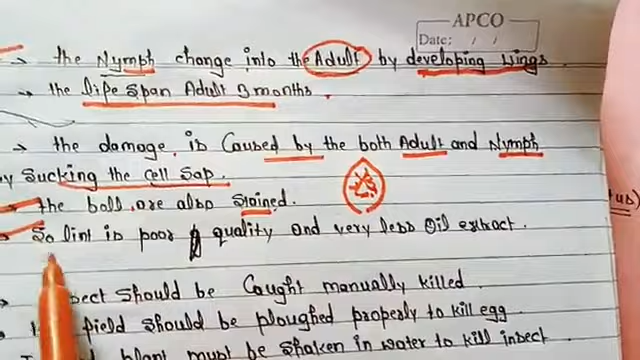 APCO
Date: / /
→ the Nymph change into the Adult by developing wings.
→ the life span Adult 3 months.
→ the damage is Caused by the both Adult and Nymph
by Sucking the Cell Sap.
the boll are also stained.
tus)
So lint is poor quality and very less Oil extract.
should be Caught manually killed.
field should be ploughed properly to kill egg
plant must be shaken in water to kill insect